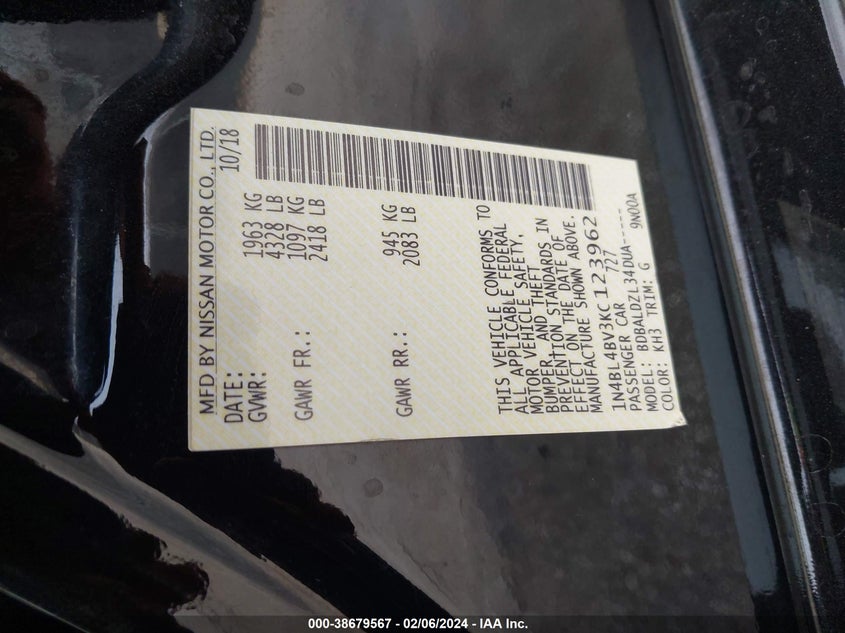 MFD BY NISSAN MOTOR CO., LTD.
DATE: 10/18
GVWR: 1963 KG
4328 LB
GAWR FR.: 1097 KG
2418 LB
GAWR RR.: 945 KG
2083 LB
THIS VEHICLE CONFORMS TO
ALL APPLICABLE FEDERAL
MOTOR VEHICLE SAFETY,
BUMPER, AND THEFT
PREVENTION STANDARDS IN
EFFECT ON THE DATE OF
MANUFACTURE SHOWN ABOVE.
1N4BL4BV3KC123962
PASSENGER CAR 727
MODEL: BDBALDZL34DUA-----
COLOR: KH3 TRIM: G 9N00A
000-38679567 - 02/06/2024 - IAA Inc.